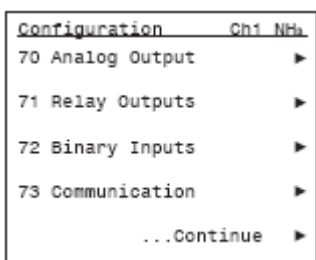 Configuration Ch1 NH₃
70 Analog Output ►
71 Relay Outputs ►
72 Binary Inputs ►
73 Communication ►
...Continue ►